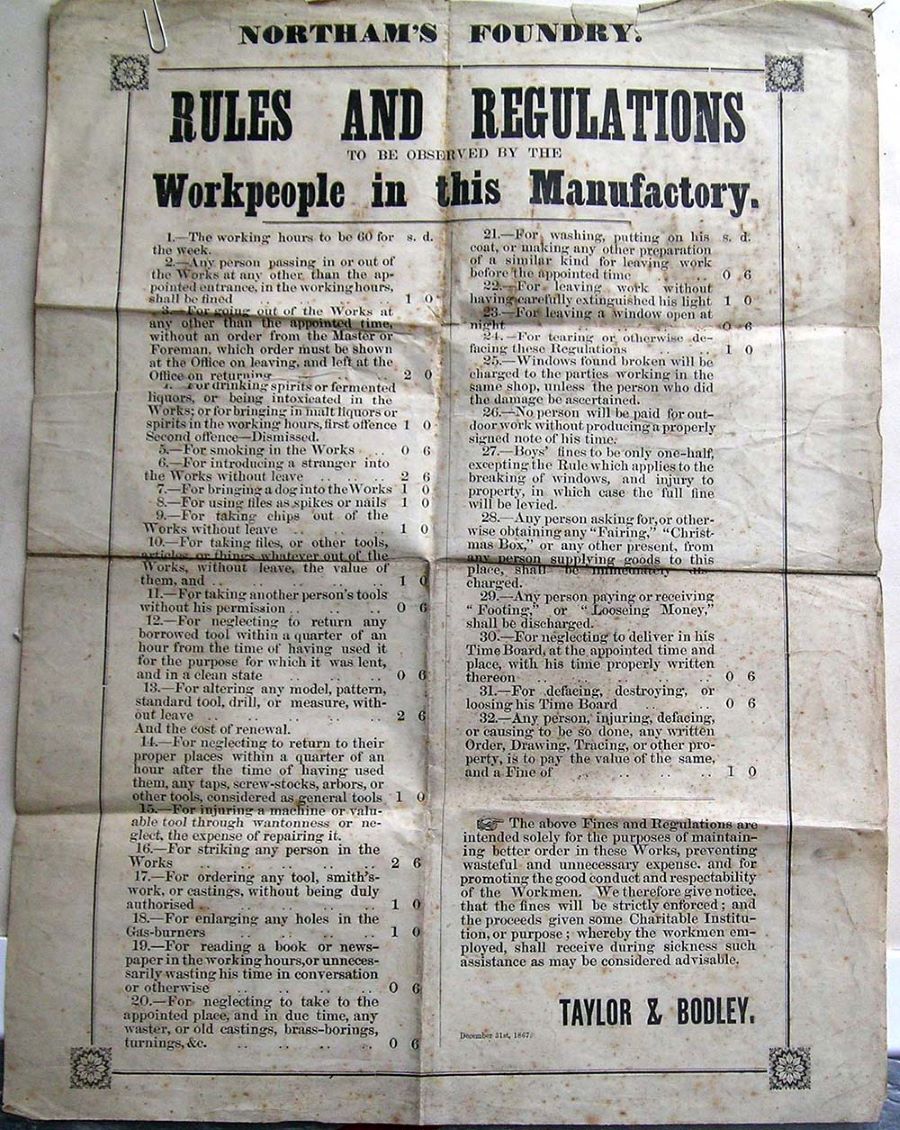 NORTHAM'S FOUNDRY.
RULES AND REGULATIONS
TO BE OBSERVED BY THE
Workpeople in this Manufactory.
1.—The working hours to be 60 for s. d.
the week.
2.—Any person passing in or out of
the Works at any other than the ap-
pointed entrance, in the working hours,
shall be fined .. .. .. 1 0
3.—For going out of the Works at
any other than the appointed time,
without an order from the Master or
Foreman, which order must be shown
at the Office on leaving, and left at the
Office on returning .. .. 2 0
4.—For drinking spirits or fermented
liquors, or being intoxicated in the
Works; or for bringing in malt liquors or
spirits in the working hours, first offence 1 0
Second offence—Dismissed.
5.—For smoking in the Works .. .. 0 6
6.—For introducing a stranger into
the Works without leave .. .. 2 6
7.—For bringing a dog into the Works 1 0
8.—For using files as spikes or nails 1 0
9.—For taking chips out of the
Works without leave .. .. 1 0
10.—For taking files, or other tools,
articles, or things whatever out of the
Works, without leave, the value of
them, and .. .. .. .. 1 0
11.—For taking another person's tools
without his permission .. .. .. 0 6
12.—For neglecting to return any
borrowed tool within a quarter of an
hour from the time of having used it
for the purpose for which it was lent,
and in a clean state .. .. .. 0 6
13.—For altering any model, pattern,
standard tool, drill, or measure, with-
out leave .. .. .. .. 2 6
And the cost of renewal.
14.—For neglecting to return to their
proper places within a quarter of an
hour after the time of having used
them, any taps, screw-stocks, arbors, or
other tools, considered as general tools 1 0
15.—For injuring a machine or valu-
able tool through wantonness or ne-
glect, the expense of repairing it.
16.—For striking any person in the
Works .. .. .. .. .. 2 6
17.—For ordering any tool, smith's-
work, or castings, without being duly
authorised .. .. .. .. 1 0
18.—For enlarging any holes in the
Gas-burners .. .. .. .. 1 0
19.—For reading a book or news-
paper in the working hours, or unneces-
sarily wasting his time in conversation
or otherwise .. .. .. .. 0 6
20.—For neglecting to take to the
appointed place, and in due time, any
waster, or old castings, brass-borings,
turnings, &c. .. .. .. .. 0 6
21.—For washing, putting on his s. d.
coat, or making any other preparation
of a similar kind for leaving work
before the appointed time .. .. 0 6
22.—For leaving work without
having carefully extinguished his light 1 0
23.—For leaving a window open at
night .. .. .. .. .. 0 6
24.—For tearing or otherwise de-
facing these Regulations .. .. 1 0
25.—Windows found broken will be
charged to the parties working in the
same shop, unless the person who did
the damage be ascertained.
26.—No person will be paid for out-
door work without producing a properly
signed note of his time.
27.—Boys' fines to be only one-half,
excepting the Rule which applies to the
breaking of windows, and injury to
property, in which case the full fine
will be levied.
28.—Any person asking for, or other-
wise obtaining any "Fairing," "Christ-
mas Box," or any other present, from
any person supplying goods to this
place, shall be immediately dis-
charged.
29.—Any person paying or receiving
"Footing," or "Looseing Money,"
shall be discharged.
30.—For neglecting to deliver in his
Time Board, at the appointed time and
place, with his time properly written
thereon .. .. .. .. .. 0 6
31.—For defacing, destroying, or
loosing his Time Board .. .. 0 6
32.—Any person, injuring, defacing,
or causing to be so done, any written
Order, Drawing, Tracing, or other pro-
perty, is to pay the value of the same,
and a Fine of .. .. .. .. 1 0
☞ The above Fines and Regulations are
intended solely for the purposes of maintain-
ing better order in these Works, preventing
wasteful and unnecessary expense, and for
promoting the good conduct and respectability
of the Workmen. We therefore give notice,
that the fines will be strictly enforced; and
the proceeds given some Charitable Institu-
tion, or purpose; whereby the workmen em-
ployed, shall receive during sickness such
assistance as may be considered advisable.
TAYLOR & BODLEY.
December 31st, 1867.